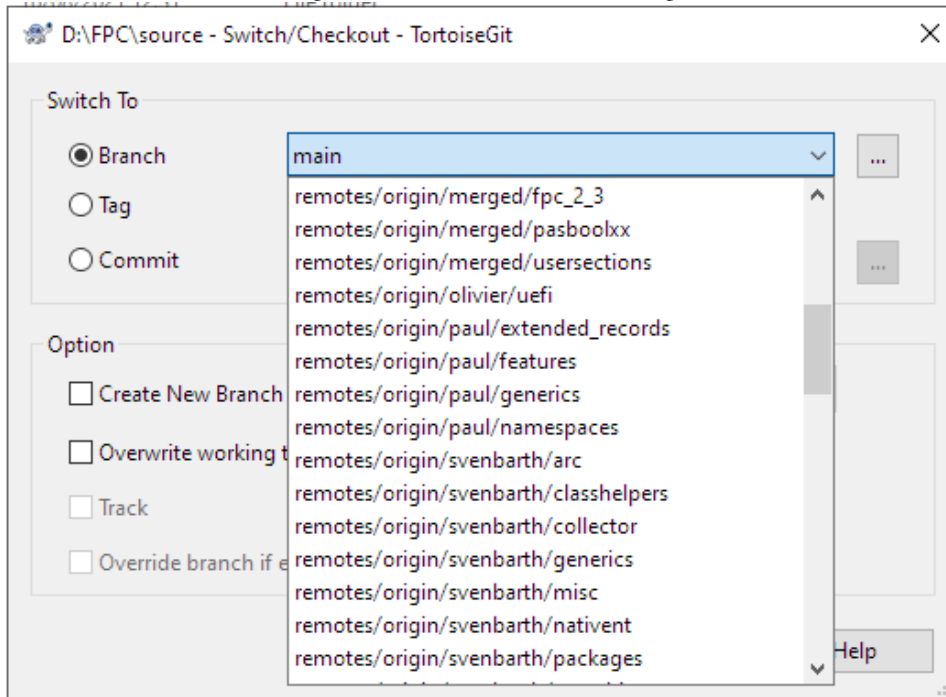 D:\FPC\source - Switch/Checkout - TortoiseGit
Switch To
Branch
main
...
Tag
Commit
...
remotes/origin/merged/fpc_2_3
remotes/origin/merged/pasboolxx
remotes/origin/merged/usersections
remotes/origin/olivier/uefi
remotes/origin/paul/extended_records
remotes/origin/paul/features
remotes/origin/paul/generics
remotes/origin/paul/namespaces
remotes/origin/svenbarth/arc
remotes/origin/svenbarth/classhelpers
remotes/origin/svenbarth/collector
remotes/origin/svenbarth/generics
remotes/origin/svenbarth/misc
remotes/origin/svenbarth/nativent
remotes/origin/svenbarth/packages
Option
Create New Branch
Overwrite working t
Track
Override branch if e
Help